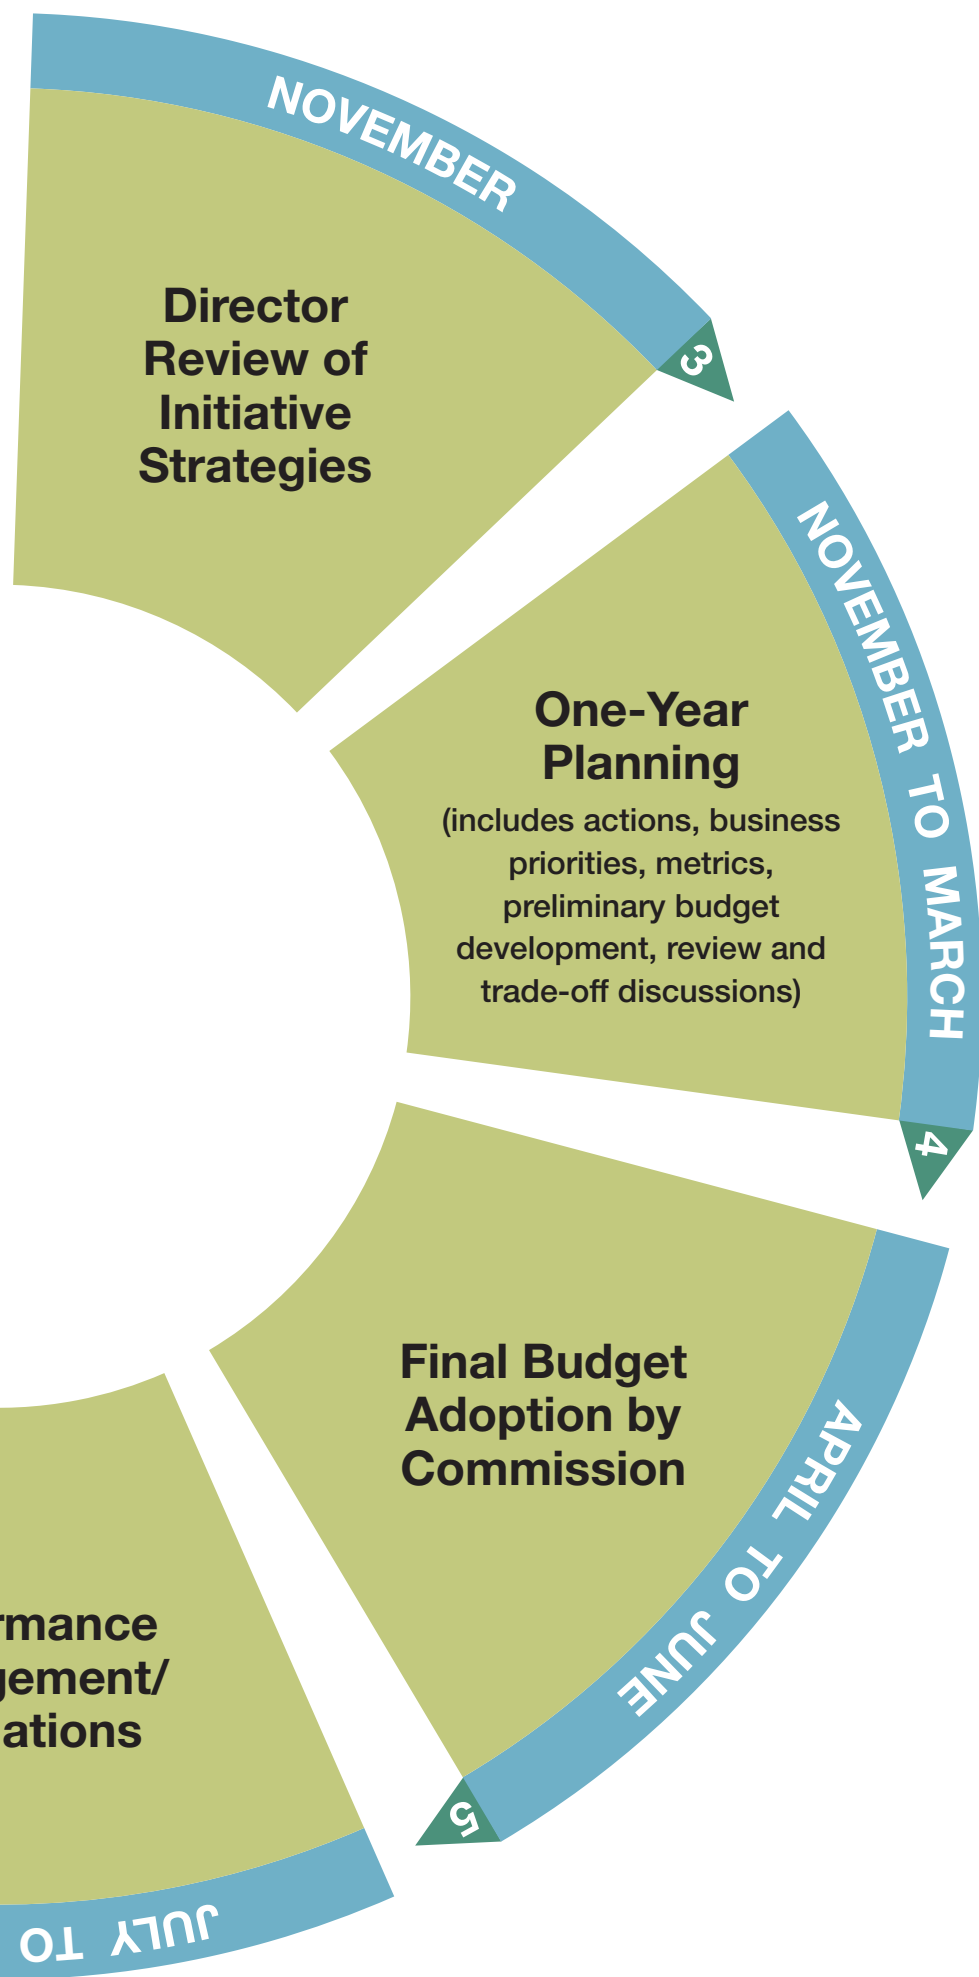 NOVEMBER
Director
Review of
Initiative
Strategies
3
NOVEMBER TO MARCH
One-Year
Planning
(includes actions, business
priorities, metrics,
preliminary budget
development, review and
trade-off discussions)
4
APRIL TO JUNE
Final Budget
Adoption by
Commission
5
rmance
gement/
ations
JULY TO